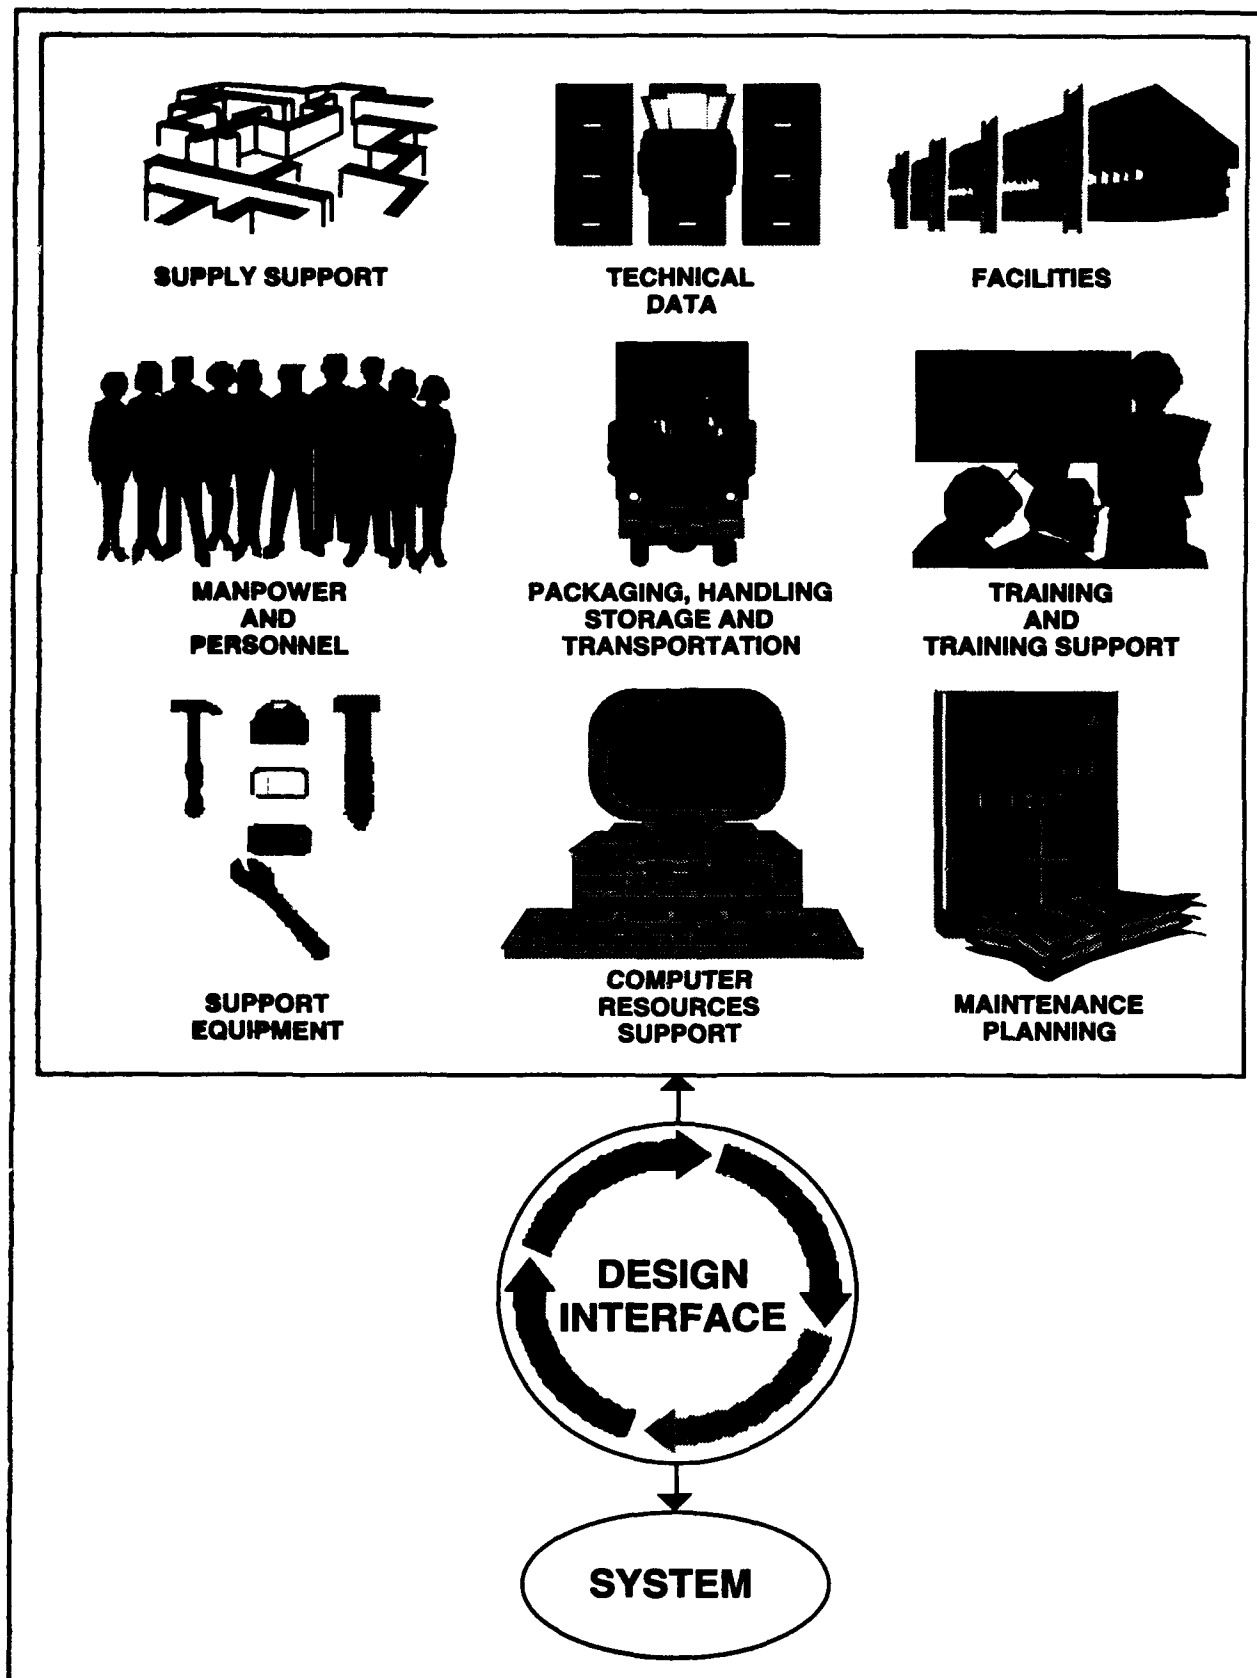 SUPPLY SUPPORT
TECHNICAL
DATA
FACILITIES
MANPOWER
AND
PERSONNEL
PACKAGING, HANDLING
STORAGE AND
TRANSPORTATION
TRAINING
AND
TRAINING SUPPORT
SUPPORT
EQUIPMENT
COMPUTER
RESOURCES
SUPPORT
MAINTENANCE
PLANNING
DESIGN
INTERFACE
SYSTEM